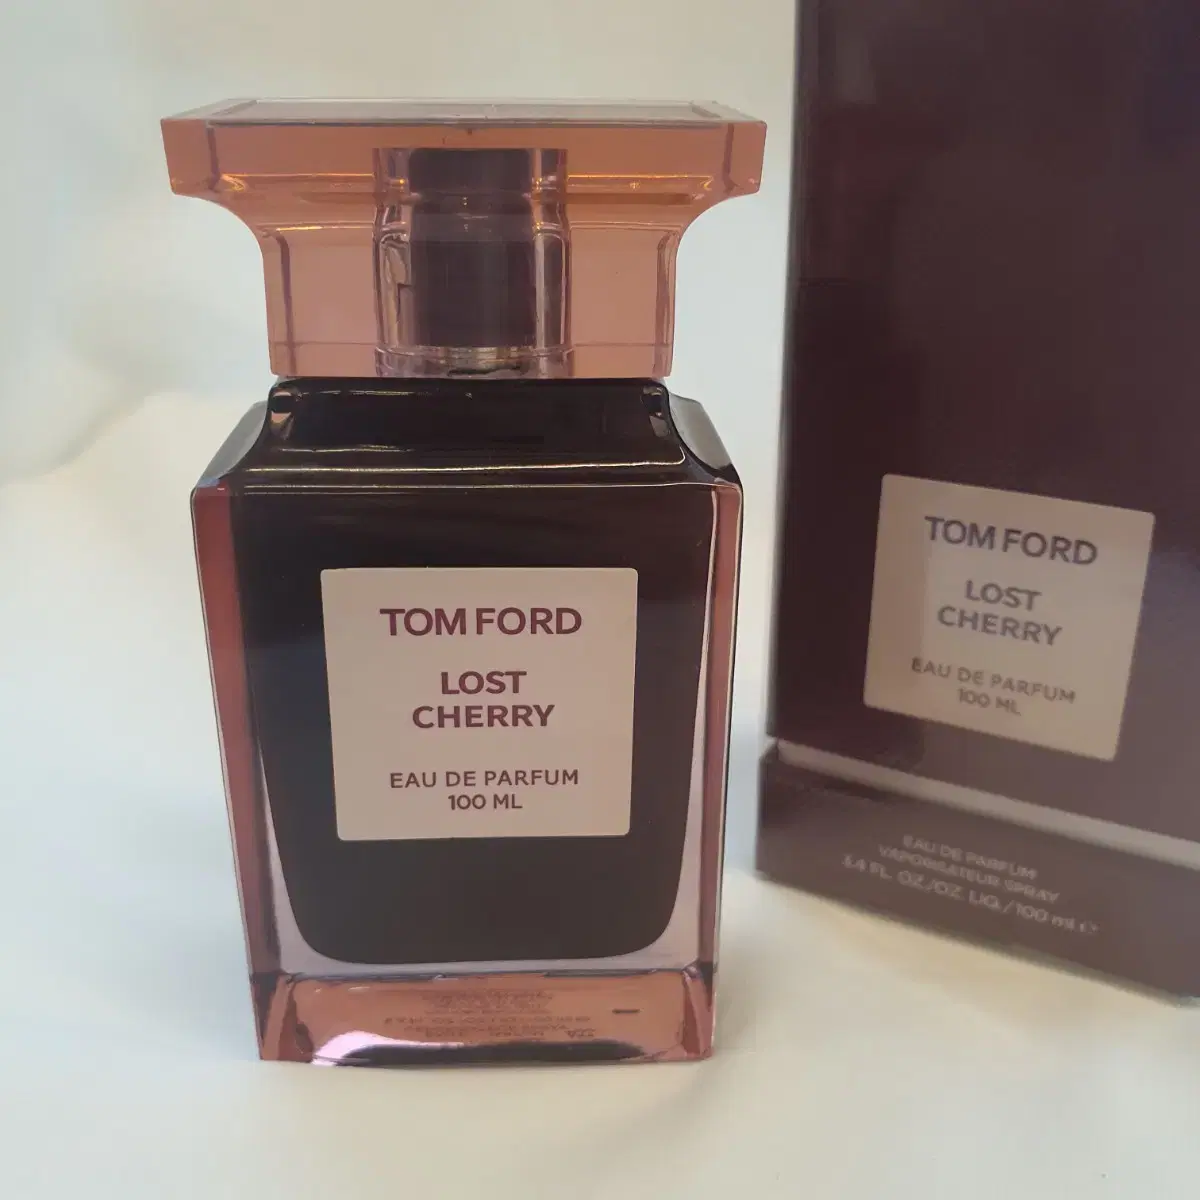 TOM FORD
LOST
CHERRY
EAU DE PARFUM
100 ML
TOM FORD
LOST
CHERRY
EAU DE PARFUM
100 ML
EAU DE PARFUM
VAPORISATEUR SPRAY
3.4 FL. OZ./OZ. LIQ./100 ml e